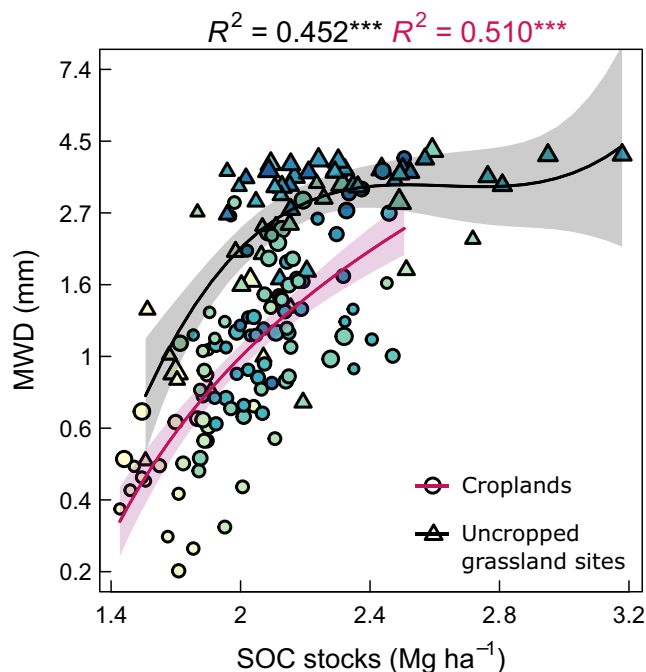 R² = 0.452*** R² = 0.510***
7.4
4.5
2.7
1.6
1
0.6
0.4
0.2
MWD (mm)
Croplands
Uncropped
grassland sites
1.4 2 2.4 2.8 3.2
SOC stocks (Mg ha⁻¹)